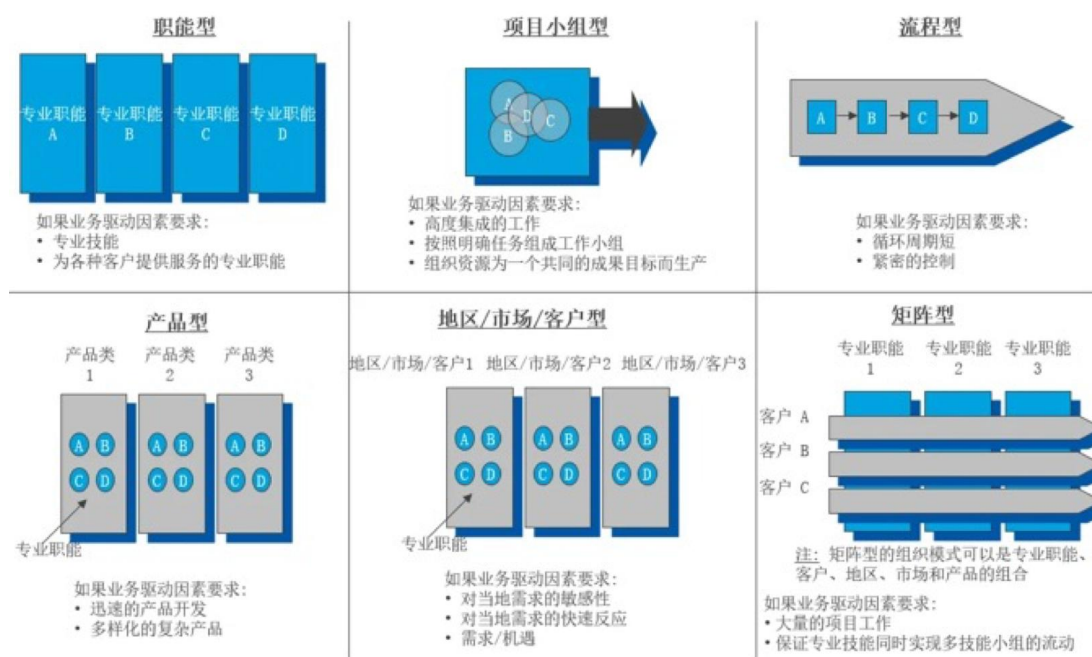 职能型
专业职能 A
专业职能 B
专业职能 C
专业职能 D
如果业务驱动因素要求:
• 专业技能
• 为各种客户提供服务的专业职能
项目小组型
A
D
C
B
如果业务驱动因素要求:
• 高度集成的工作
• 按照明确任务组成工作小组
• 组织资源为一个共同的成果目标而生产
流程型
A B C D
如果业务驱动因素要求:
• 循环周期短
• 紧密的控制
产品型
产品类 1
产品类 2
产品类 3
A B A B A B
C D C D C D
专业职能
如果业务驱动因素要求:
• 迅速的产品开发
• 多样化的复杂产品
地区/市场/客户型
地区/市场/客户1 地区/市场/客户2 地区/市场/客户3
A B A B A B
C D C D C D
专业职能
如果业务驱动因素要求:
• 对当地需求的敏感性
• 对当地需求的快速反应
• 需求/机遇
矩阵型
专业职能 1
专业职能 2
专业职能 3
客户 A
客户 B
客户 C
注: 矩阵型的组织模式可以是专业职能、
客户、地区、市场和产品的组合
如果业务驱动因素要求:
• 大量的项目工作
• 保证专业技能同时实现多技能小组的流动